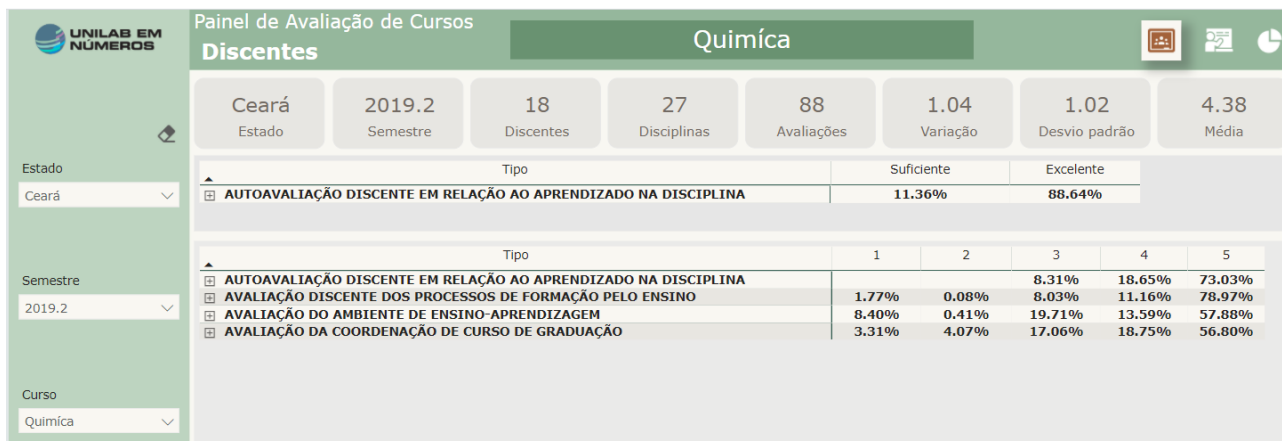 UNILAB EM
NÚMEROS
Painel de Avaliação de Cursos
Discentes
Quimíca
Ceará
Estado
2019.2
Semestre
18
Discentes
27
Disciplinas
88
Avaliações
1.04
Variação
1.02
Desvio padrão
4.38
Média
Estado
Ceará
Semestre
2019.2
Curso
Quimíca
Tipo Suficiente Excelente
AUTOAVALIAÇÃO DISCENTE EM RELAÇÃO AO APRENDIZADO NA DISCIPLINA 11.36% 88.64%
Tipo 1 2 3 4 5
AUTOAVALIAÇÃO DISCENTE EM RELAÇÃO AO APRENDIZADO NA DISCIPLINA 8.31% 18.65% 73.03%
AVALIAÇÃO DISCENTE DOS PROCESSOS DE FORMAÇÃO PELO ENSINO 1.77% 0.08% 8.03% 11.16% 78.97%
AVALIAÇÃO DO AMBIENTE DE ENSINO-APRENDIZAGEM 8.40% 0.41% 19.71% 13.59% 57.88%
AVALIAÇÃO DA COORDENAÇÃO DE CURSO DE GRADUAÇÃO 3.31% 4.07% 17.06% 18.75% 56.80%